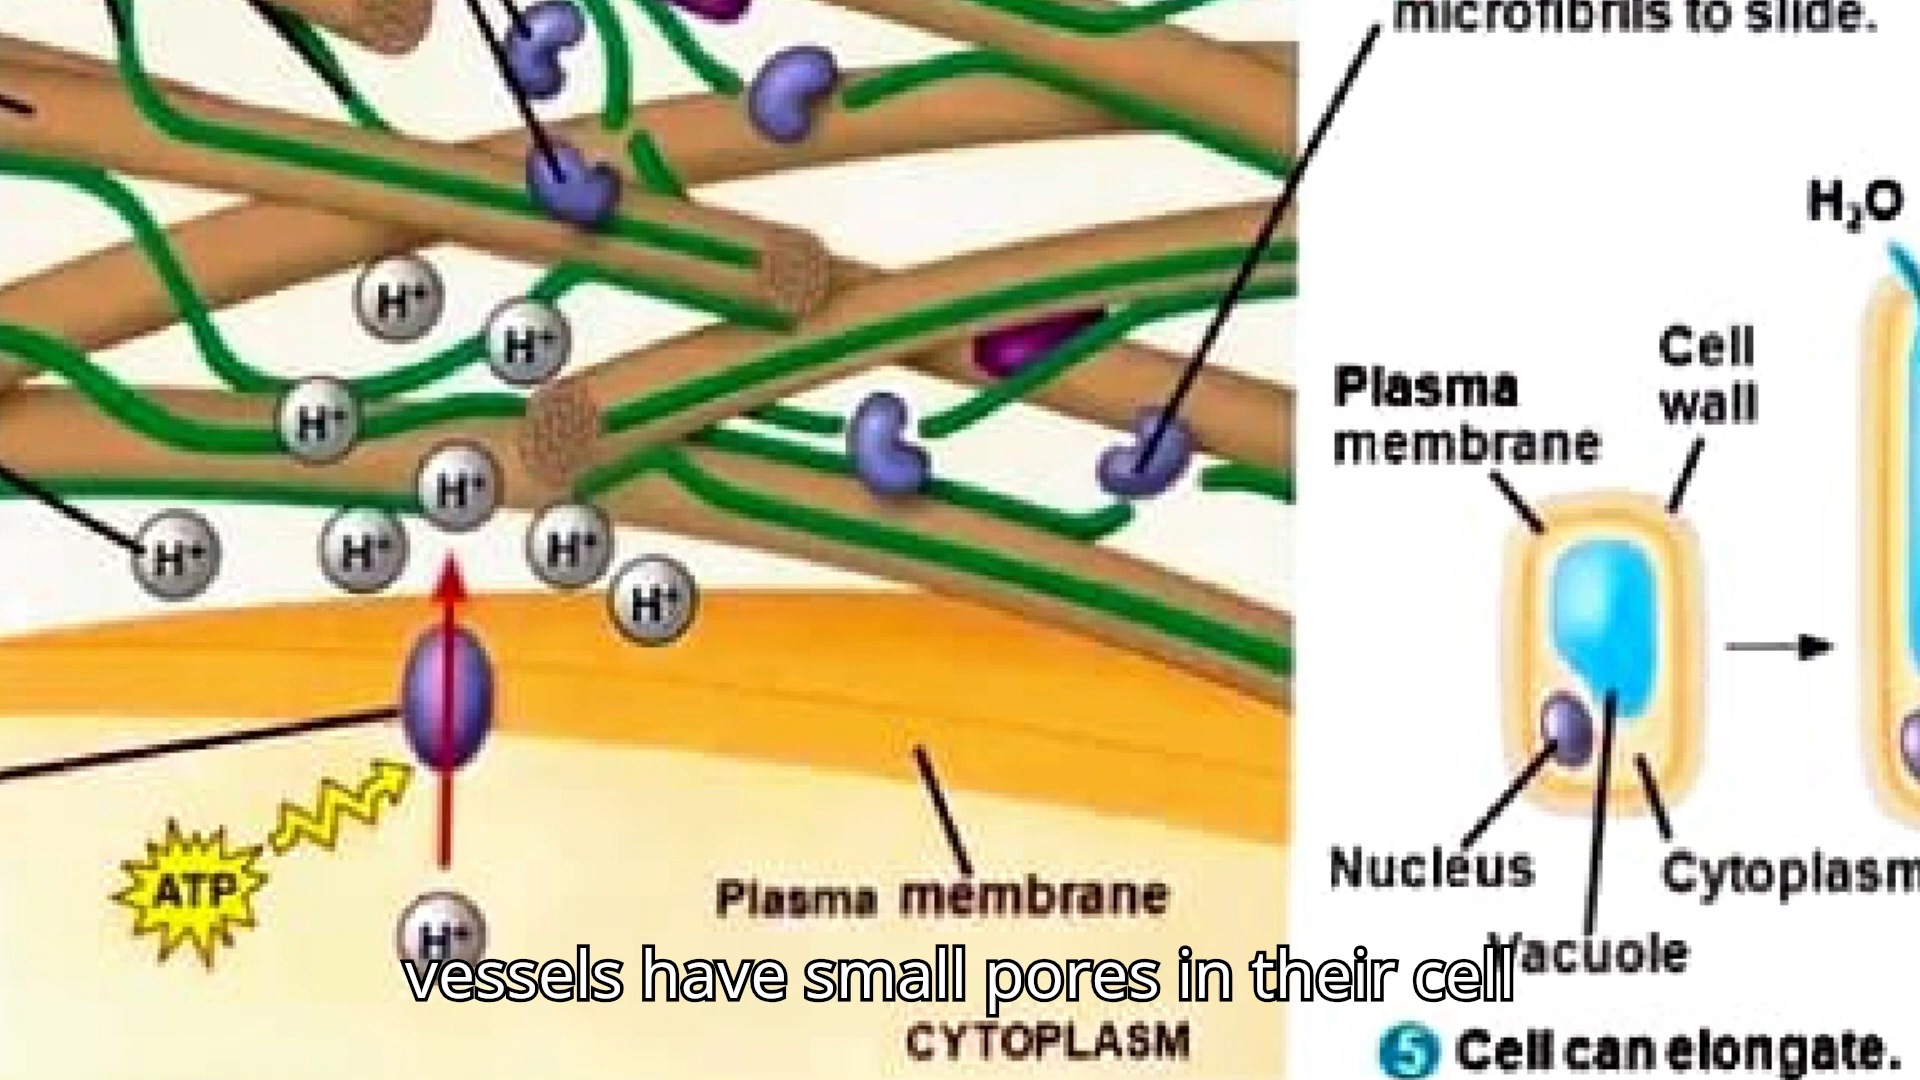 microfibrils to slide.
H₂O
Cell
wall
Plasma
membrane
H⁺
H⁺
H⁺
H⁺
H⁺
H⁺
H⁺
H⁺
ATP
H⁺
Plasma membrane
CYTOPLASM
Nucleus
Cytoplasm
Vacuole
vessels have small pores in their cell
5 Cell can elongate.